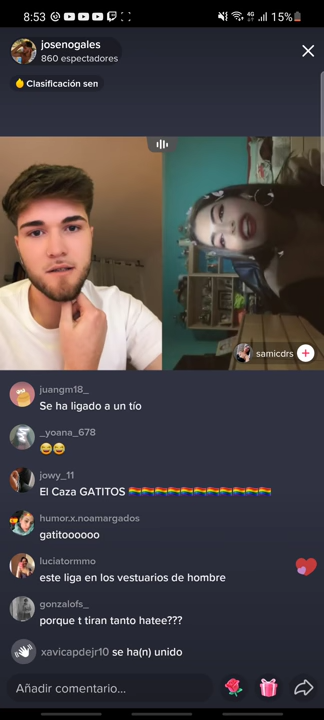 8:53
4G
15%
josenogales
860 espectadores
Clasificación sen
samicdrs
juangm18_
Se ha ligado a un tío
_yoana_678
😂😂
jowy_11
El Caza GATITOS 🏳️‍🌈🏳️‍🌈🏳️‍🌈🏳️‍🌈🏳️‍🌈🏳️‍🌈🏳️‍🌈🏳️‍🌈🏳️‍🌈🏳️‍🌈🏳️‍🌈
humor.x.noamargados
gatitoooooo
luciatormmo
este liga en los vestuarios de hombre
gonzalofs_
porque t tiran tanto hatee???
xavicapdejr10 se ha(n) unido
Añadir comentario...